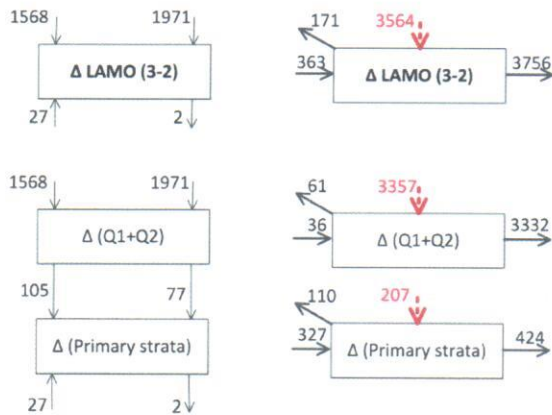 1568 1971
Δ LAMO (3-2)
27 2
171 3564
363 Δ LAMO (3-2) 3756
1568 1971
Δ (Q1+Q2)
105 77
Δ (Primary strata)
27 2
61 3357
36 Δ (Q1+Q2) 3332
110 207
327 Δ (Primary strata) 424